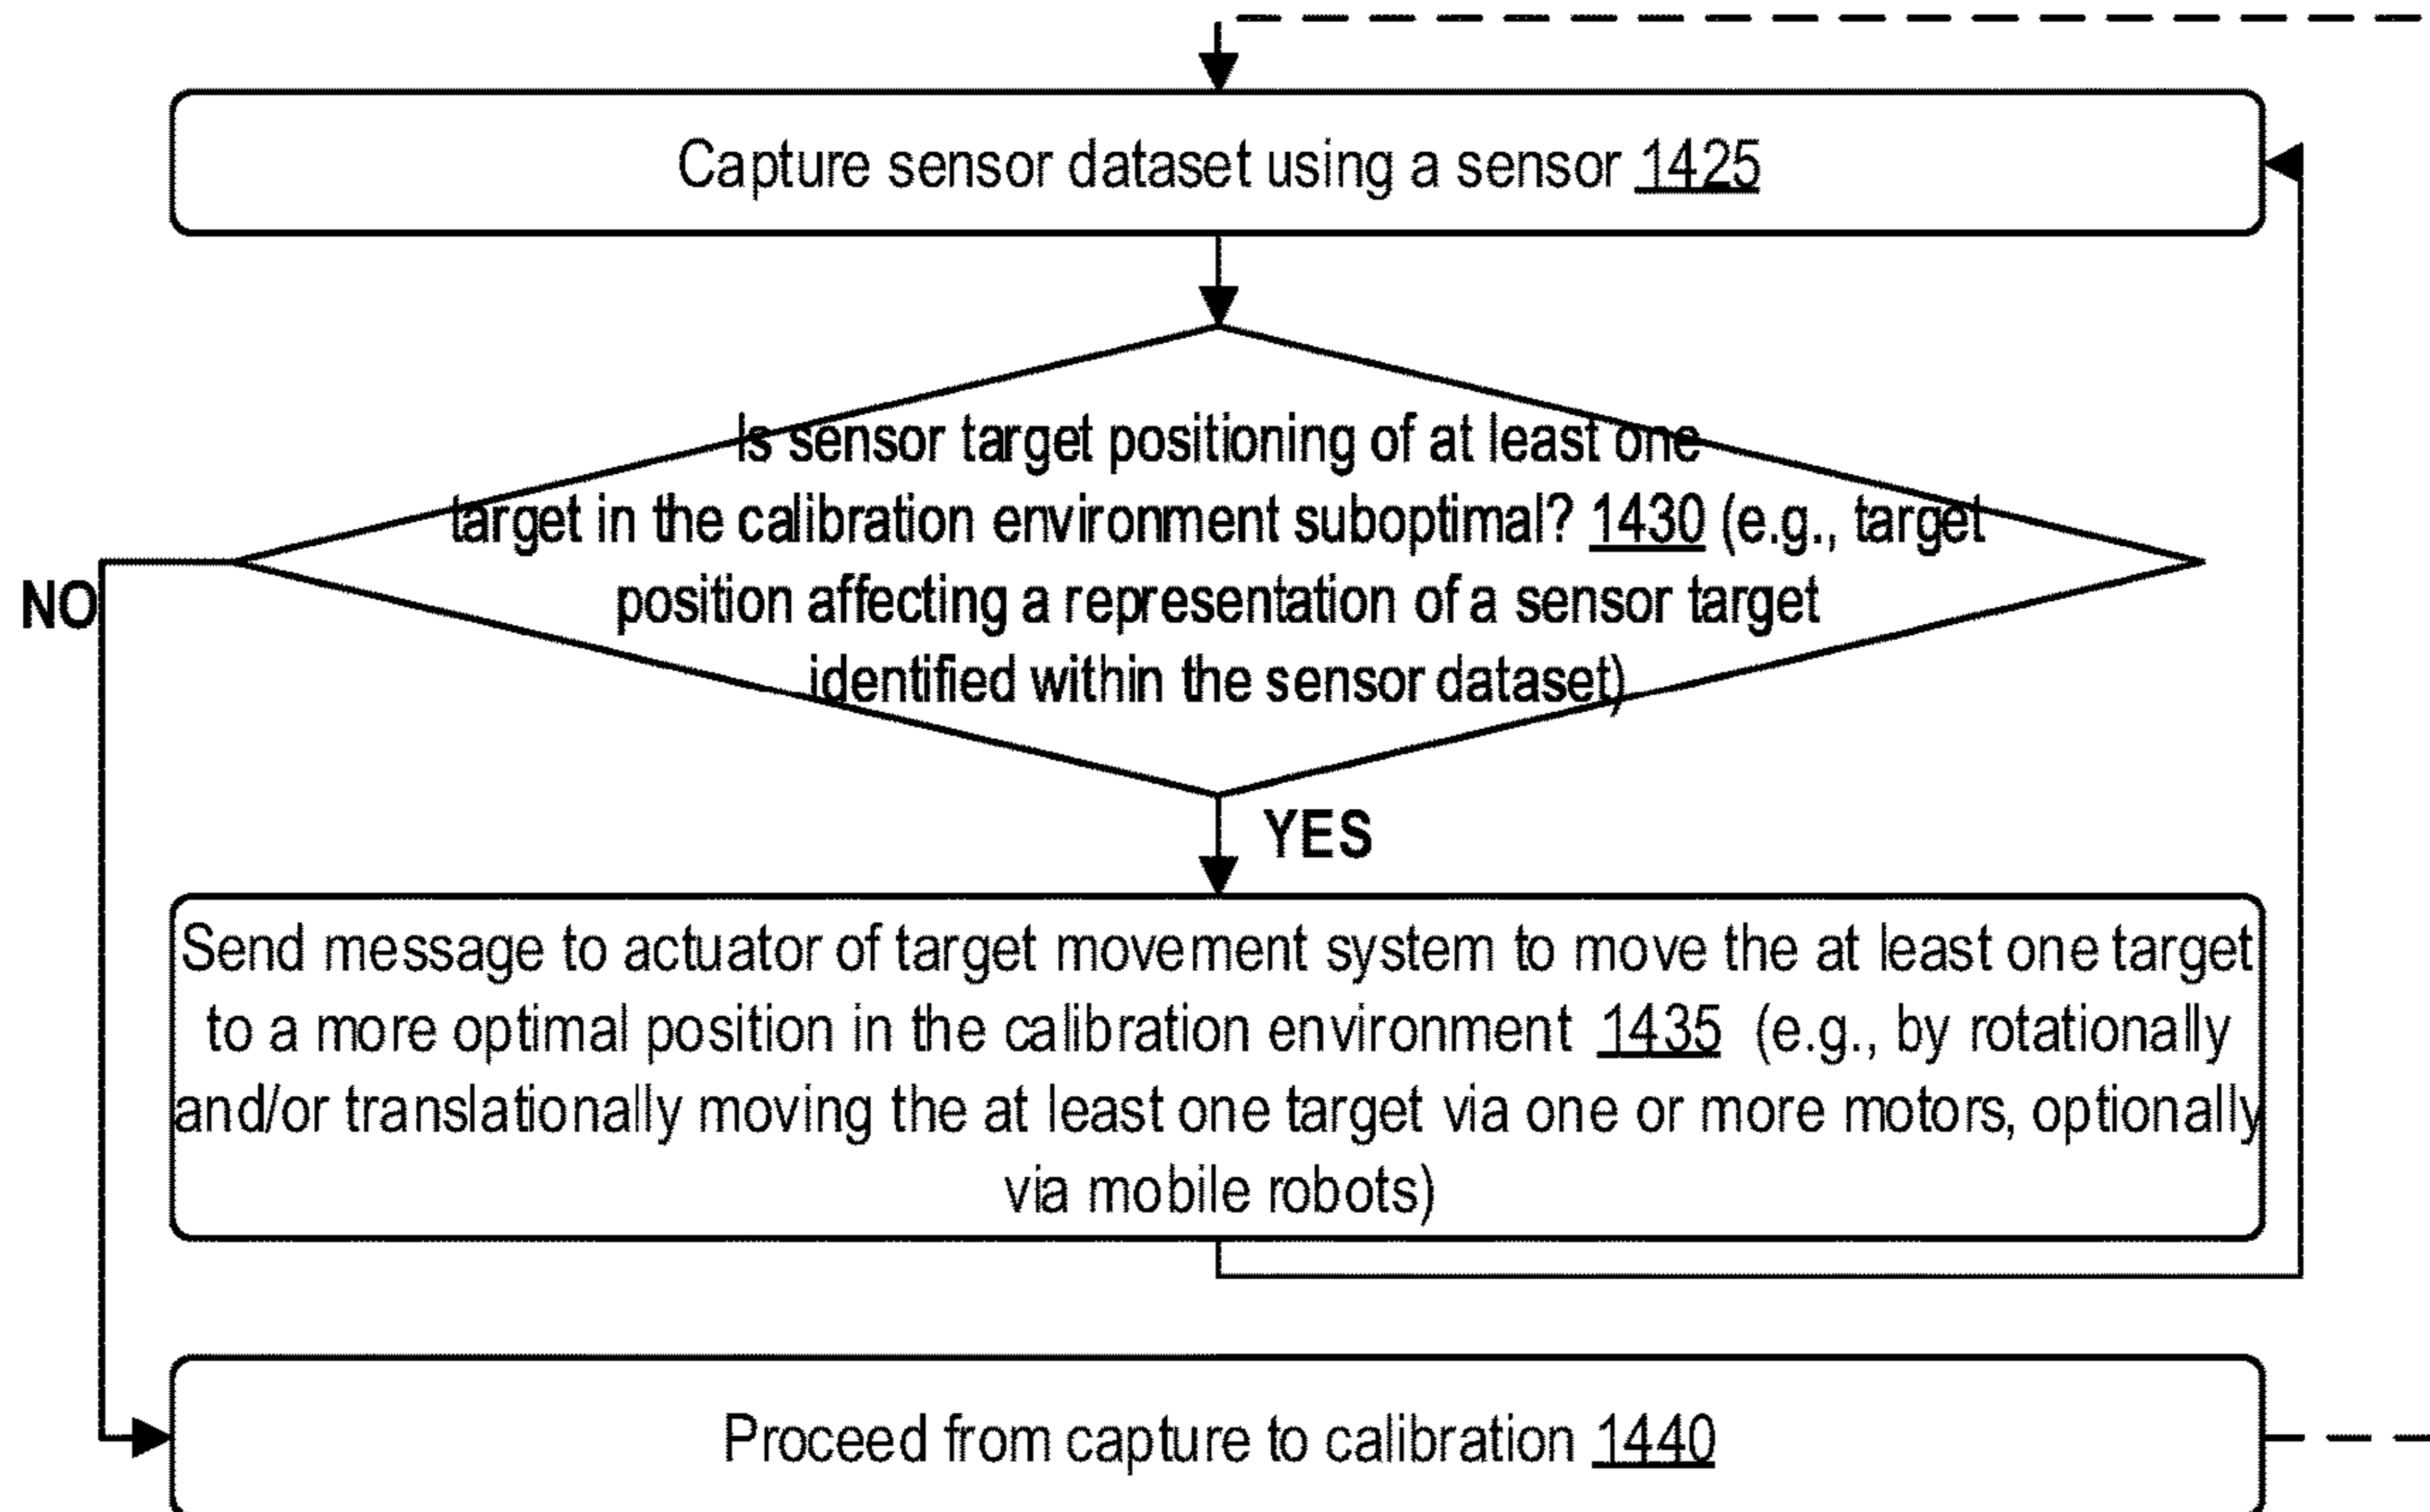 Capture sensor dataset using a sensor 1425
Is sensor target positioning of at least one
target in the calibration environment suboptimal? 1430 (e.g., target
position affecting a representation of a sensor target
identified within the sensor dataset)
NO
YES
Send message to actuator of target movement system to move the at least one target
to a more optimal position in the calibration environment 1435 (e.g., by rotationally
and/or translationally moving the at least one target via one or more motors, optionally
via mobile robots)
Proceed from capture to calibration 1440